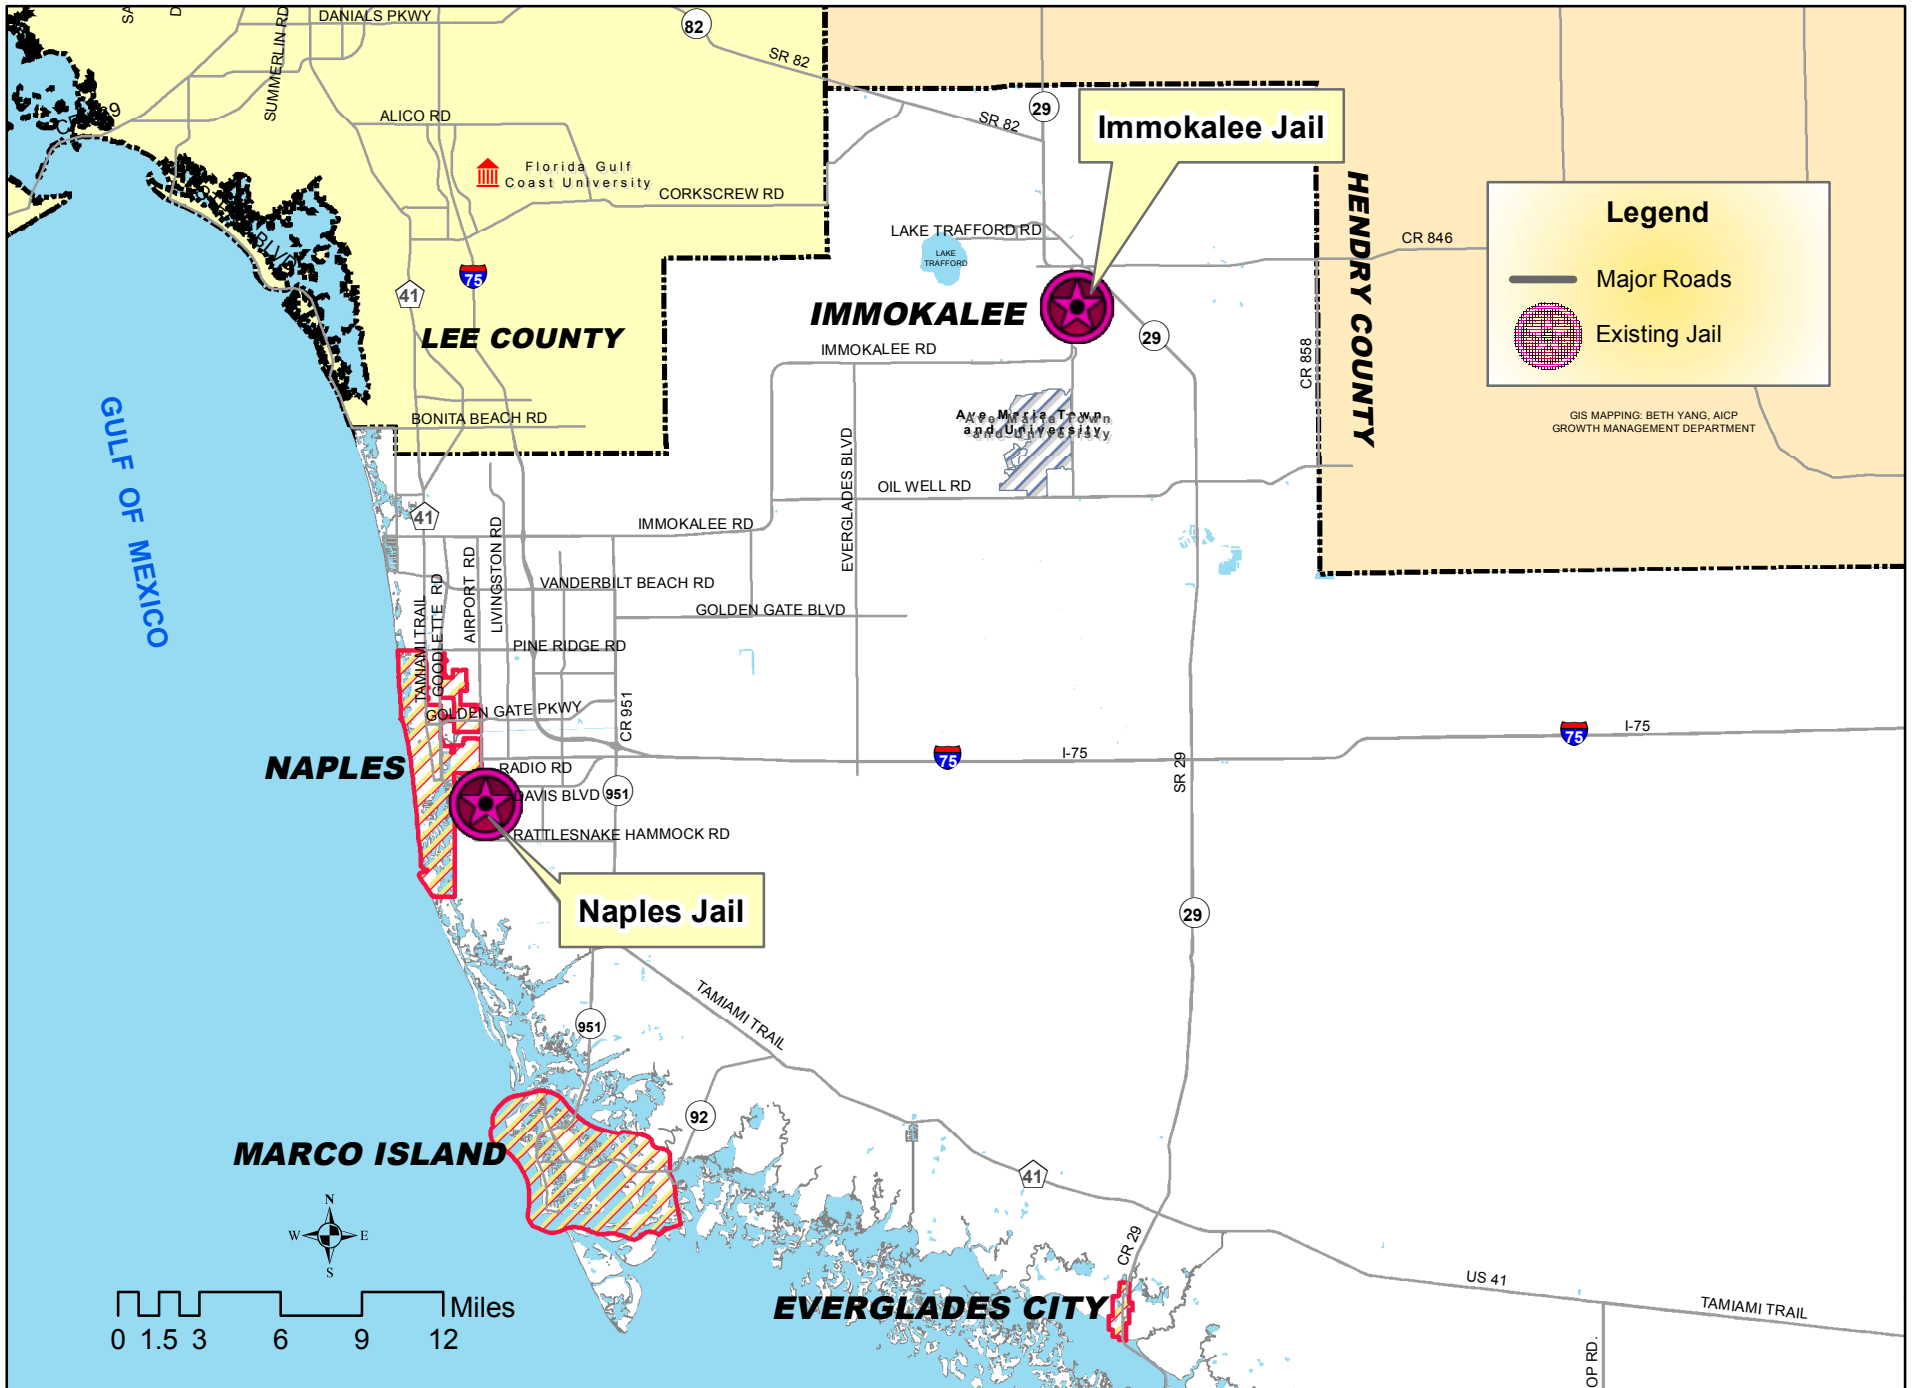 DANIALS PKWY
82
SR 82
SUMMERLIN RD
ALICO RD
29
SR 82
Immokalee Jail
Florida Gulf
Coast University
CORKSCREW RD
HENRY COUNTY
Legend
Major Roads
Existing Jail
LAKE TRAFFORD RD
LAKE
TRAFFORD
CR 846
75
41
LEE COUNTY
IMMOKALEE
29
IMMOKALEE RD
CR 858
GULF OF MEXICO
BONITA BEACH RD
Ave Maria Town
and University
GIS MAPPING: BETH YANG, AICP
GROWTH MANAGEMENT DEPARTMENT
EVERGLADES BLVD
OIL WELL RD
41
IMMOKALEE RD
LIVINGSTON RD
AIRPORT RD
VANDERBILT BEACH RD
GOODLETTE RD
TAMIAMI TRAIL
GOLDEN GATE BLVD
PINE RIDGE RD
GOLDEN GATE PKWY
CR 951
NAPLES
RADIO RD
75
I-75
75
I-75
SR 29
DAVIS BLVD
951
RATTLESNAKE HAMMOCK RD
Naples Jail
29
951
TAMIAMI TRAIL
92
MARCO ISLAND
41
N
W E
S
CR 29
US 41
TAMIAMI TRAIL
EVERGLADES CITY
Miles
0 1.5 3 6 9 12
OP RD.